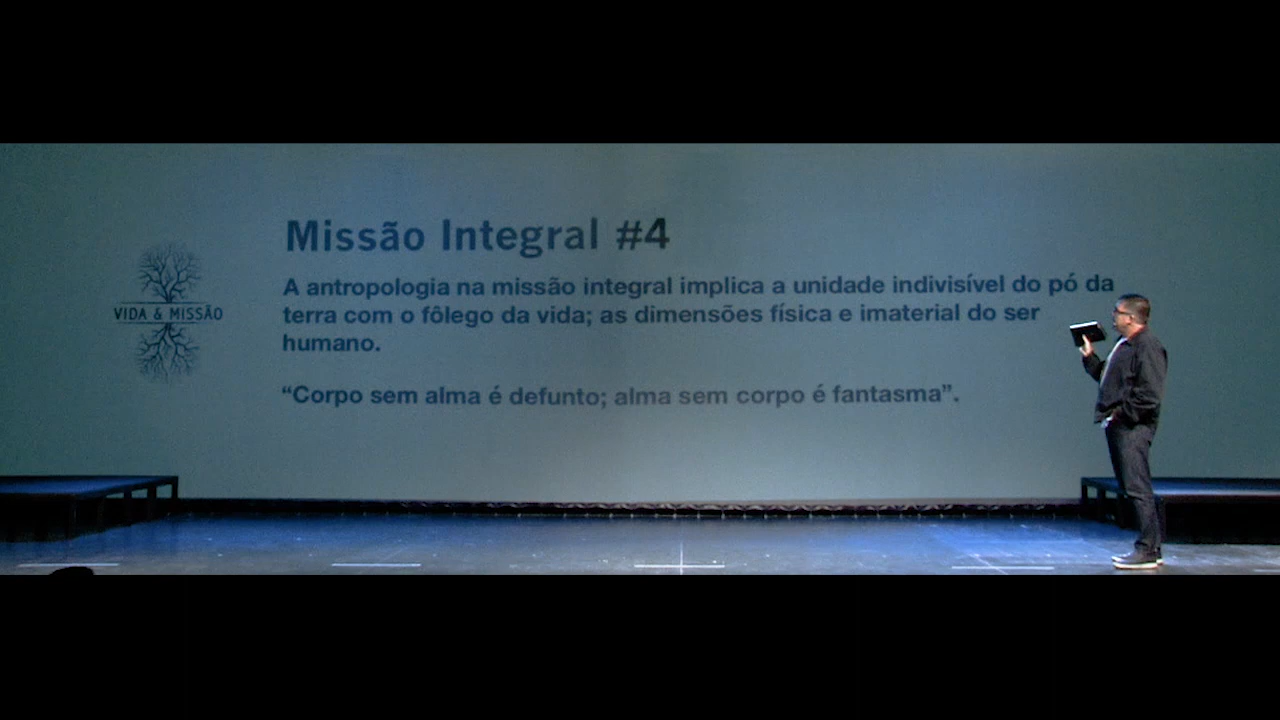 Missão Integral #4
A antropologia na missão integral implica a unidade indivisível do pó da
terra com o fôlego da vida; as dimensões física e imaterial do ser
humano.
“Corpo sem alma é defunto; alma sem corpo é fantasma”.
VIDA & MISSÃO